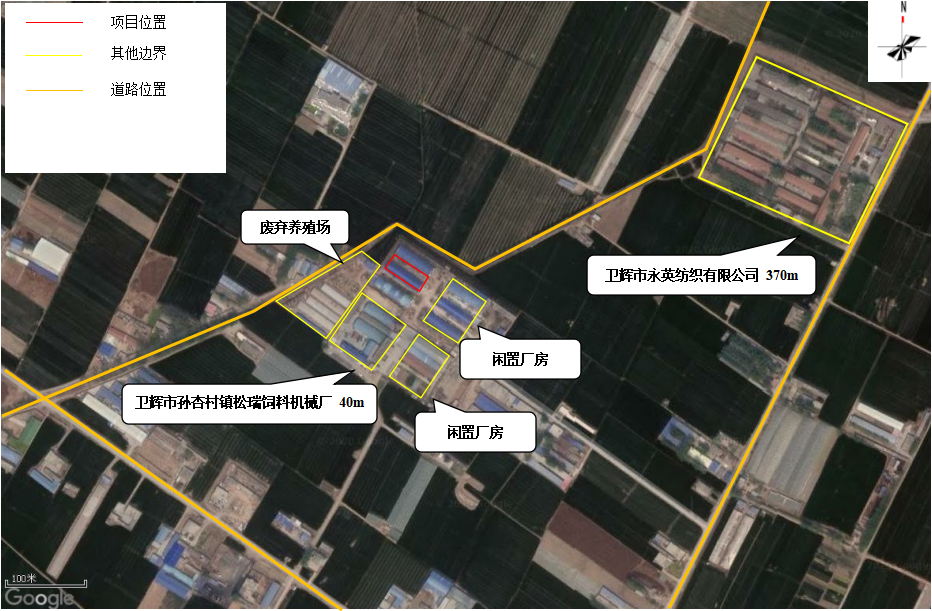 项目位置
其他边界
道路位置
N
废弃养殖场
卫辉市永英纺织有限公司 370m
闲置厂房
卫辉市孙杏村镇松瑞饲料机械厂 40m
闲置厂房
100米
Google